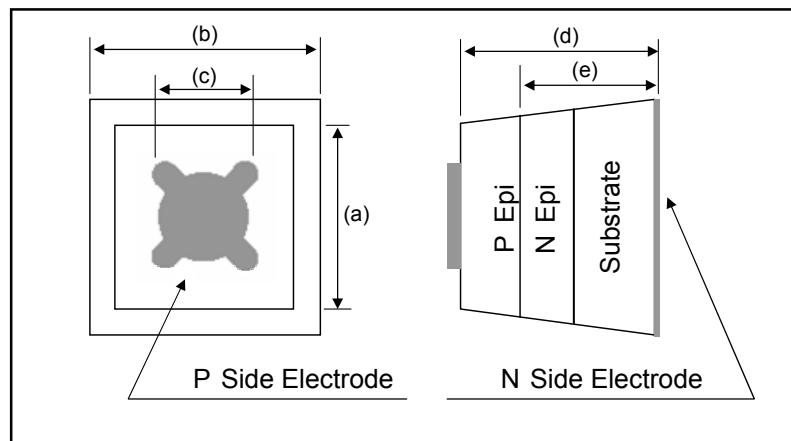 (b)
(c)
(a)
P Side Electrode
(d)
(e)
P Epi
N Epi
Substrate
N Side Electrode